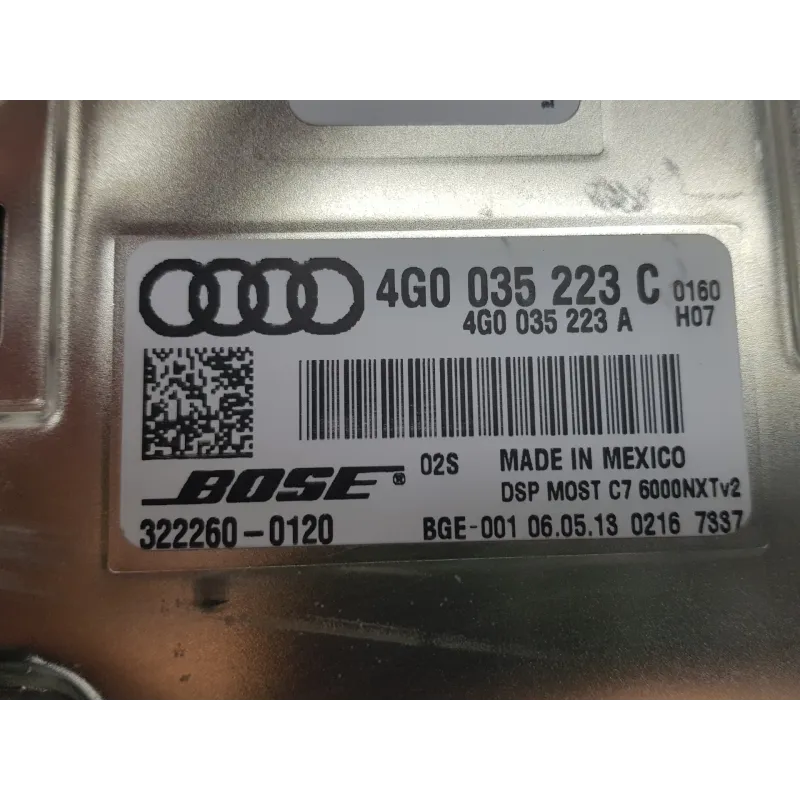 4G0 035 223 C 0160
4G0 035 223 A H07
BOSE® 02S MADE IN MEXICO
DSP MOST C7 6000NXTv2
322260-0120 BGE-001 06.05.13 0216 7337